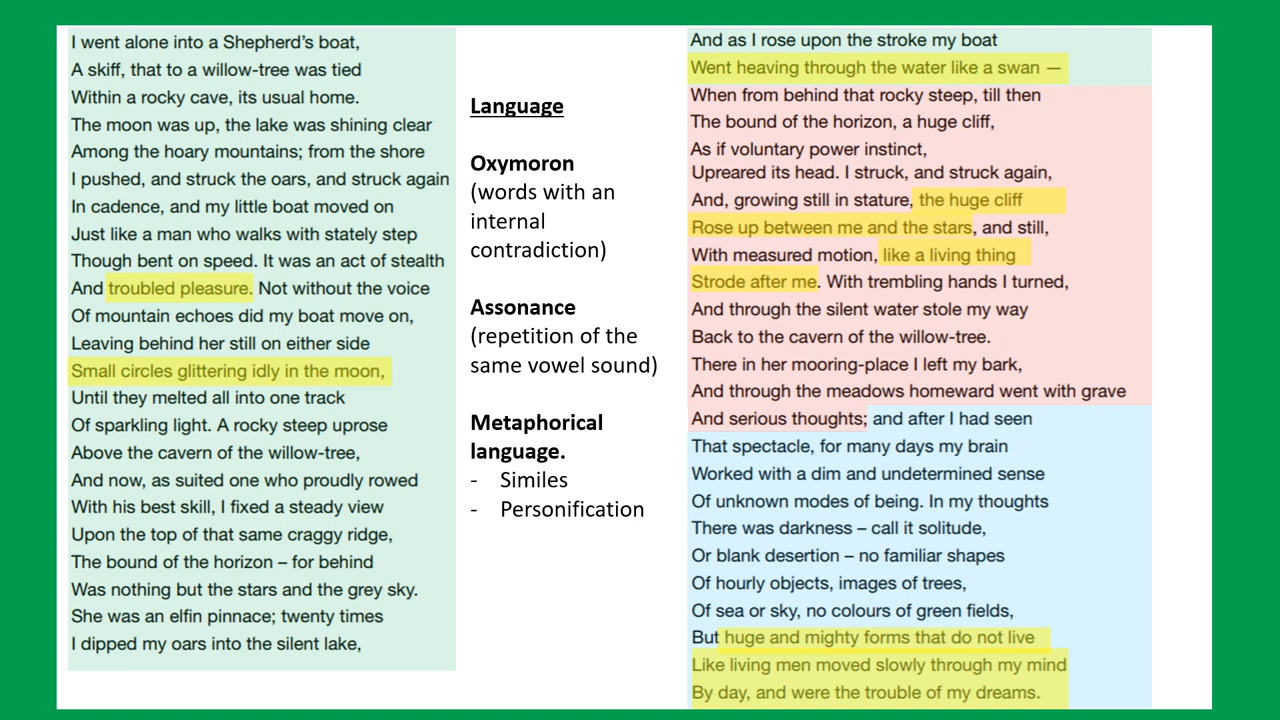 I went alone into a Shepherd's boat,
A skiff, that to a willow-tree was tied
Within a rocky cave, its usual home.
The moon was up, the lake was shining clear
Among the hoary mountains; from the shore
I pushed, and struck the oars, and struck again
In cadence, and my little boat moved on
Just like a man who walks with stately step
Though bent on speed. It was an act of stealth
And troubled pleasure. Not without the voice
Of mountain echoes did my boat move on,
Leaving behind her still on either side
Small circles glittering idly in the moon,
Until they melted all into one track
Of sparkling light. A rocky steep uprose
Above the cavern of the willow-tree,
And now, as suited one who proudly rowed
With his best skill, I fixed a steady view
Upon the top of that same craggy ridge,
The bound of the horizon – for behind
Was nothing but the stars and the grey sky.
She was an elfin pinnace; twenty times
I dipped my oars into the silent lake,
Language
Oxymoron
(words with an
internal
contradiction)
Assonance
(repetition of the
same vowel sound)
Metaphorical
language.
- Similes
- Personification
And as I rose upon the stroke my boat
Went heaving through the water like a swan —
When from behind that rocky steep, till then
The bound of the horizon, a huge cliff,
As if voluntary power instinct,
Upreared its head. I struck, and struck again,
And, growing still in stature, the huge cliff
Rose up between me and the stars, and still,
With measured motion, like a living thing
Strode after me. With trembling hands I turned,
And through the silent water stole my way
Back to the cavern of the willow-tree.
There in her mooring-place I left my bark,
And through the meadows homeward went with grave
And serious thoughts; and after I had seen
That spectacle, for many days my brain
Worked with a dim and undetermined sense
Of unknown modes of being. In my thoughts
There was darkness – call it solitude,
Or blank desertion – no familiar shapes
Of hourly objects, images of trees,
Of sea or sky, no colours of green fields,
But huge and mighty forms that do not live
Like living men moved slowly through my mind
By day, and were the trouble of my dreams.